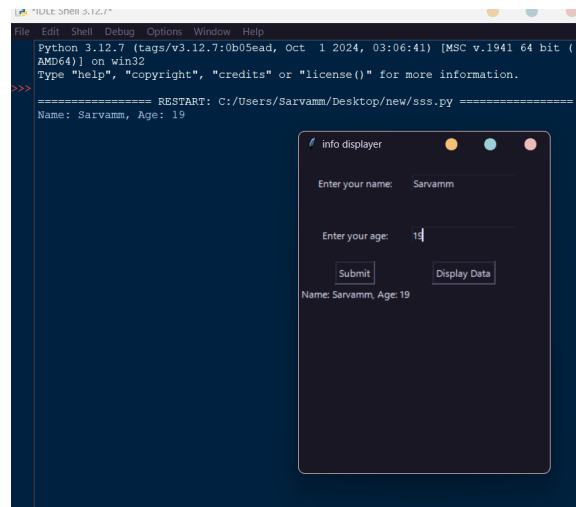 *IDLE Shell 3.12.7*
File Edit Shell Debug Options Window Help
Python 3.12.7 (tags/v3.12.7:0b05ead, Oct 1 2024, 03:06:41) [MSC v.1941 64 bit (
AMD64)] on win32
Type "help", "copyright", "credits" or "license()" for more information.
>>>
================= RESTART: C:/Users/Sarvamm/Desktop/new/sss.py =================
Name: Sarvamm, Age: 19
info displayer
Enter your name: Sarvamm
Enter your age: 19
Submit Display Data
Name: Sarvamm, Age: 19